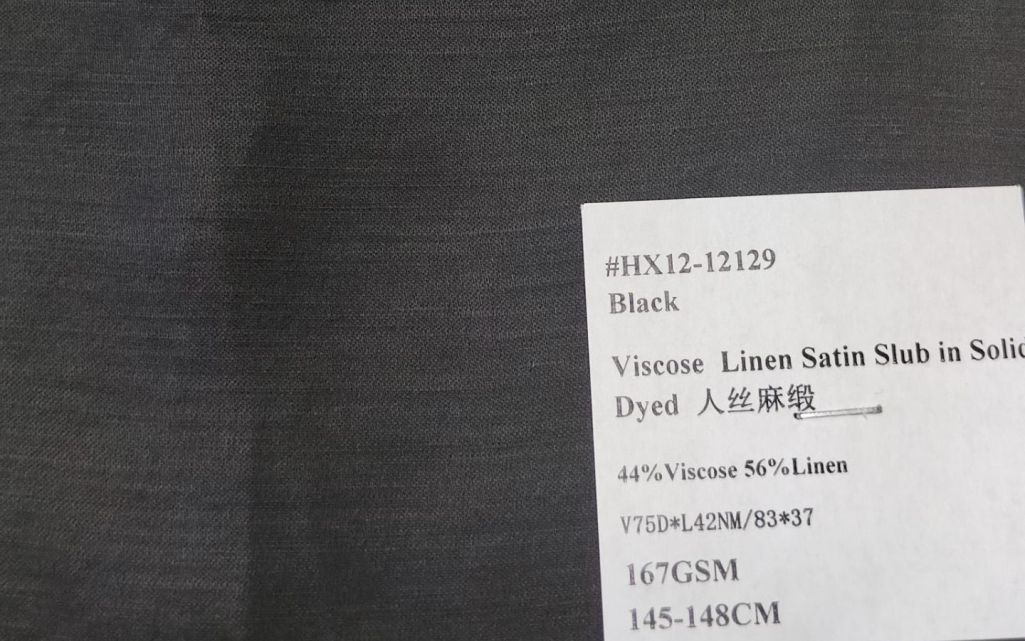 #HX12-12129
Black
Viscose Linen Satin Slub in Solid
Dyed 人丝麻缎
44%Viscose 56%Linen
V75D*L42NM/83*37
167GSM
145-148CM